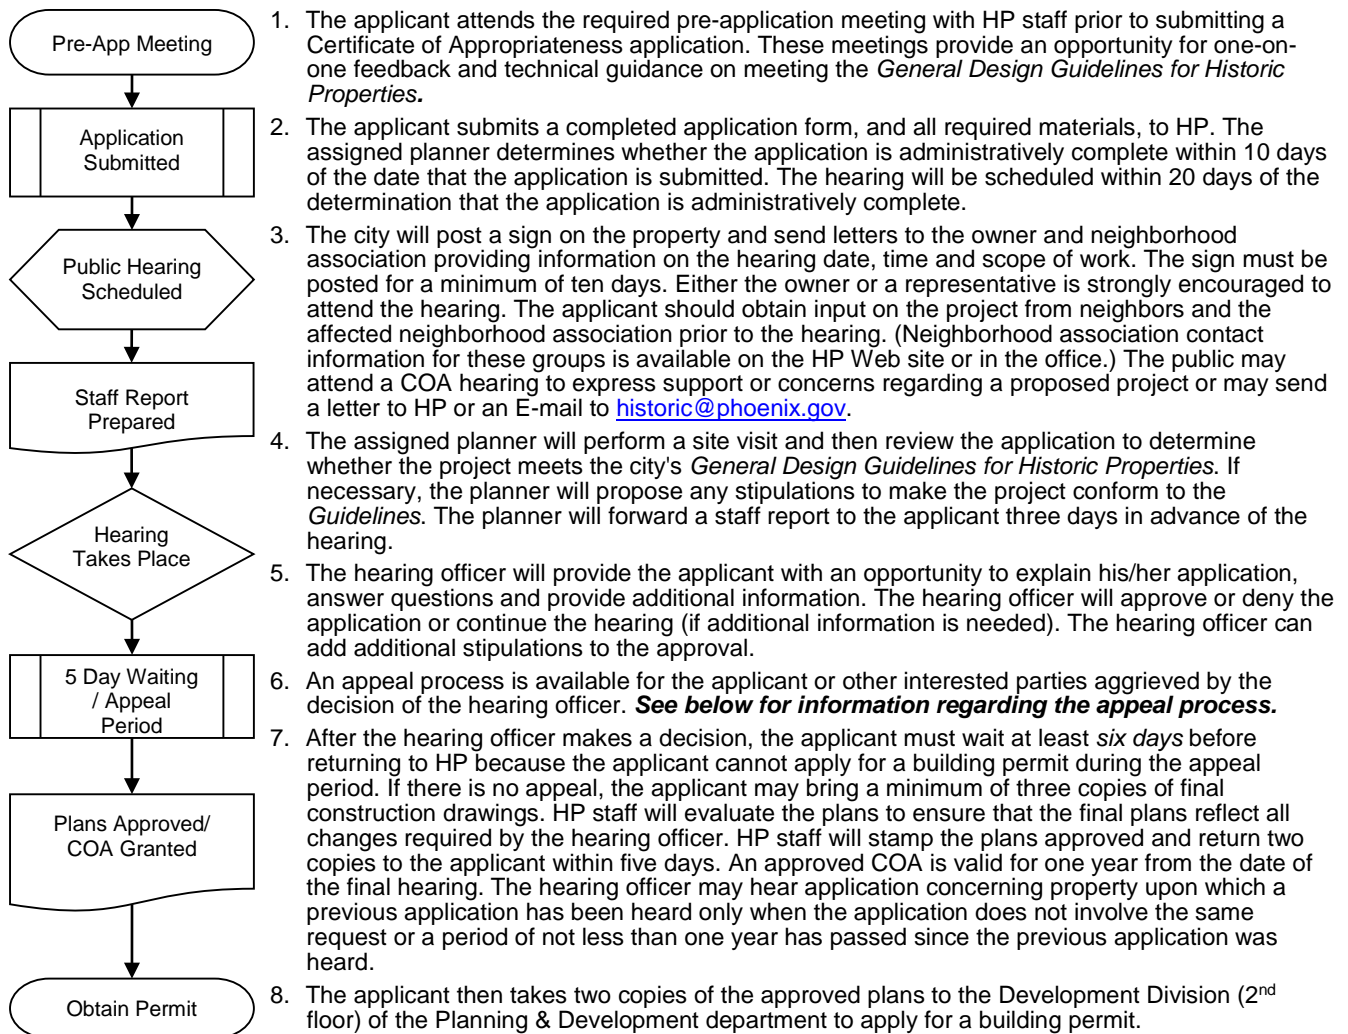 Pre-App Meeting
Application
Submitted
Public Hearing
Scheduled
Staff Report
Prepared
Hearing
Takes Place
5 Day Waiting
/ Appeal
Period
Plans Approved/
COA Granted
Obtain Permit
1. The applicant attends the required pre-application meeting with HP staff prior to submitting a
Certificate of Appropriateness application. These meetings provide an opportunity for one-on-
one feedback and technical guidance on meeting the General Design Guidelines for Historic
Properties.
2. The applicant submits a completed application form, and all required materials, to HP. The
assigned planner determines whether the application is administratively complete within 10 days
of the date that the application is submitted. The hearing will be scheduled within 20 days of the
determination that the application is administratively complete.
3. The city will post a sign on the property and send letters to the owner and neighborhood
association providing information on the hearing date, time and scope of work. The sign must be
posted for a minimum of ten days. Either the owner or a representative is strongly encouraged to
attend the hearing. The applicant should obtain input on the project from neighbors and the
affected neighborhood association prior to the hearing. (Neighborhood association contact
information for these groups is available on the HP Web site or in the office.) The public may
attend a COA hearing to express support or concerns regarding a proposed project or may send
a letter to HP or an E-mail to historic@phoenix.gov.
4. The assigned planner will perform a site visit and then review the application to determine
whether the project meets the city's General Design Guidelines for Historic Properties. If
necessary, the planner will propose any stipulations to make the project conform to the
Guidelines. The planner will forward a staff report to the applicant three days in advance of the
hearing.
5. The hearing officer will provide the applicant with an opportunity to explain his/her application,
answer questions and provide additional information. The hearing officer will approve or deny the
application or continue the hearing (if additional information is needed). The hearing officer can
add additional stipulations to the approval.
6. An appeal process is available for the applicant or other interested parties aggrieved by the
decision of the hearing officer. See below for information regarding the appeal process.
7. After the hearing officer makes a decision, the applicant must wait at least six days before
returning to HP because the applicant cannot apply for a building permit during the appeal
period. If there is no appeal, the applicant may bring a minimum of three copies of final
construction drawings. HP staff will evaluate the plans to ensure that the final plans reflect all
changes required by the hearing officer. HP staff will stamp the plans approved and return two
copies to the applicant within five days. An approved COA is valid for one year from the date of
the final hearing. The hearing officer may hear application concerning property upon which a
previous application has been heard only when the application does not involve the same
request or a period of not less than one year has passed since the previous application was
heard.
8. The applicant then takes two copies of the approved plans to the Development Division (2nd
floor) of the Planning & Development department to apply for a building permit.